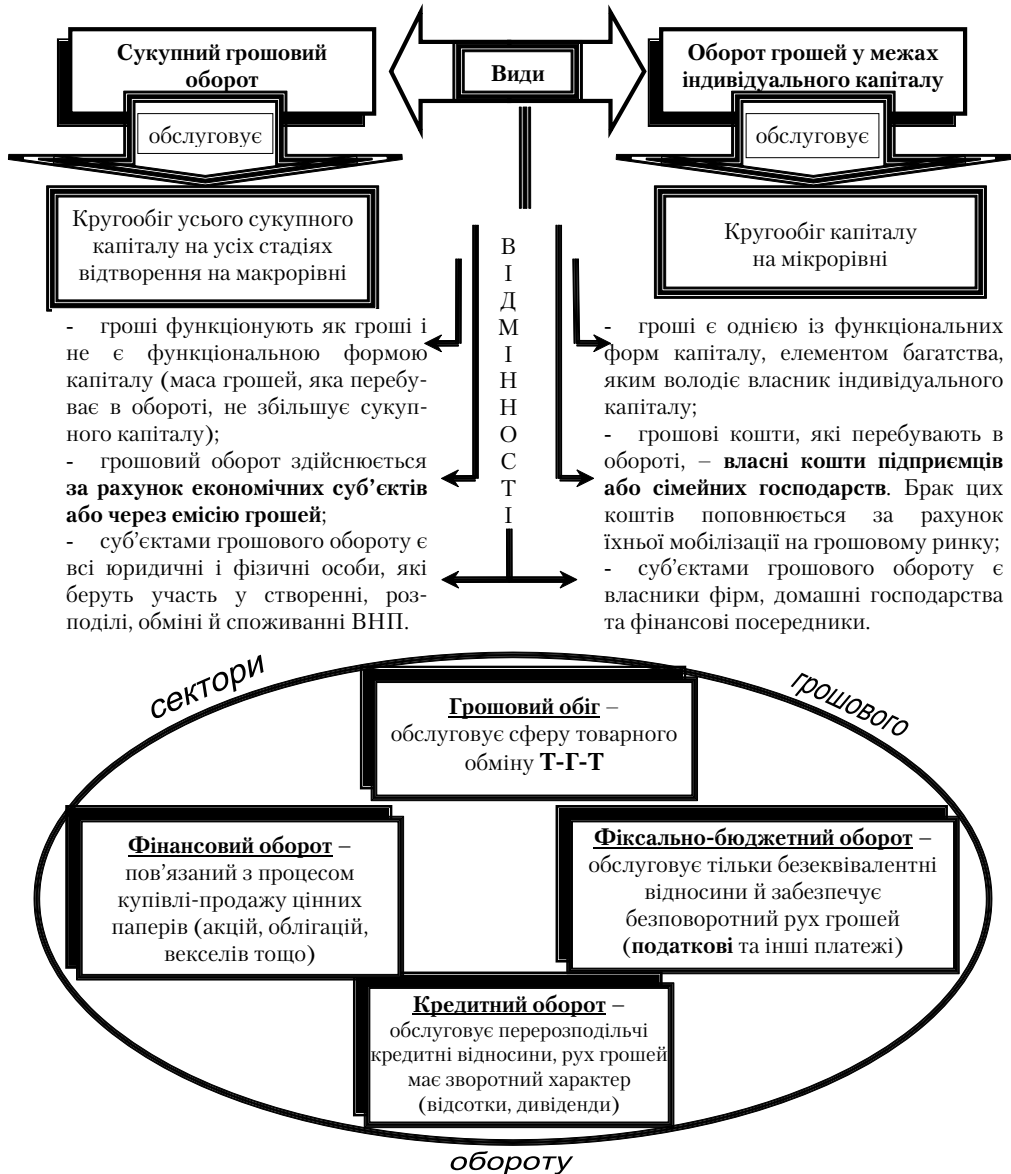 Сукупний грошовий
оборот
Види
Оборот грошей у межах
індивідуального капіталу
обслуговує
обслуговує
Кругообіг усього сукупного
капіталу на усіх стадіях
відтворення на макрорівні
Кругообіг капіталу
на мікрорівні
В
І
Д
М
І
Н
Н
О
С
Т
І
- гроші функціонують як гроші і
не є функціональною формою
капіталу (маса грошей, яка перебу-
ває в обороті, не збільшує сукуп-
ного капіталу);
- грошовий оборот здійснюється
за рахунок економічних суб’єктів
або через емісію грошей;
- суб’єктами грошового обороту є
всі юридичні і фізичні особи, які
беруть участь у створенні, роз-
поділі, обміні й споживанні ВНП.
- гроші є однією із функціональних
форм капіталу, елементом багатства,
яким володіє власник індивідуального
капіталу;
- грошові кошти, які перебувають в
обороті, – власні кошти підприємців
або сімейних господарств. Брак цих
коштів поповнюється за рахунок
їхньої мобілізації на грошовому ринку;
- суб’єктами грошового обороту є
власники фірм, домашні господарства
та фінансові посередники.
сектори
грошового
Грошовий обіг –
обслуговує сферу товарного
обміну Т-Г-Т
Фінансовий оборот –
пов’язаний з процесом
купівлі-продажу цінних
паперів (акцій, облігацій,
векселів тощо)
Фіксально-бюджетний оборот –
обслуговує тільки безеквівалентні
відносини й забезпечує
безповоротний рух грошей
(податкові та інші платежі)
Кредитний оборот –
обслуговує перерозподільчі
кредитні відносини, рух грошей
має зворотний характер
(відсотки, дивіденди)
обороту